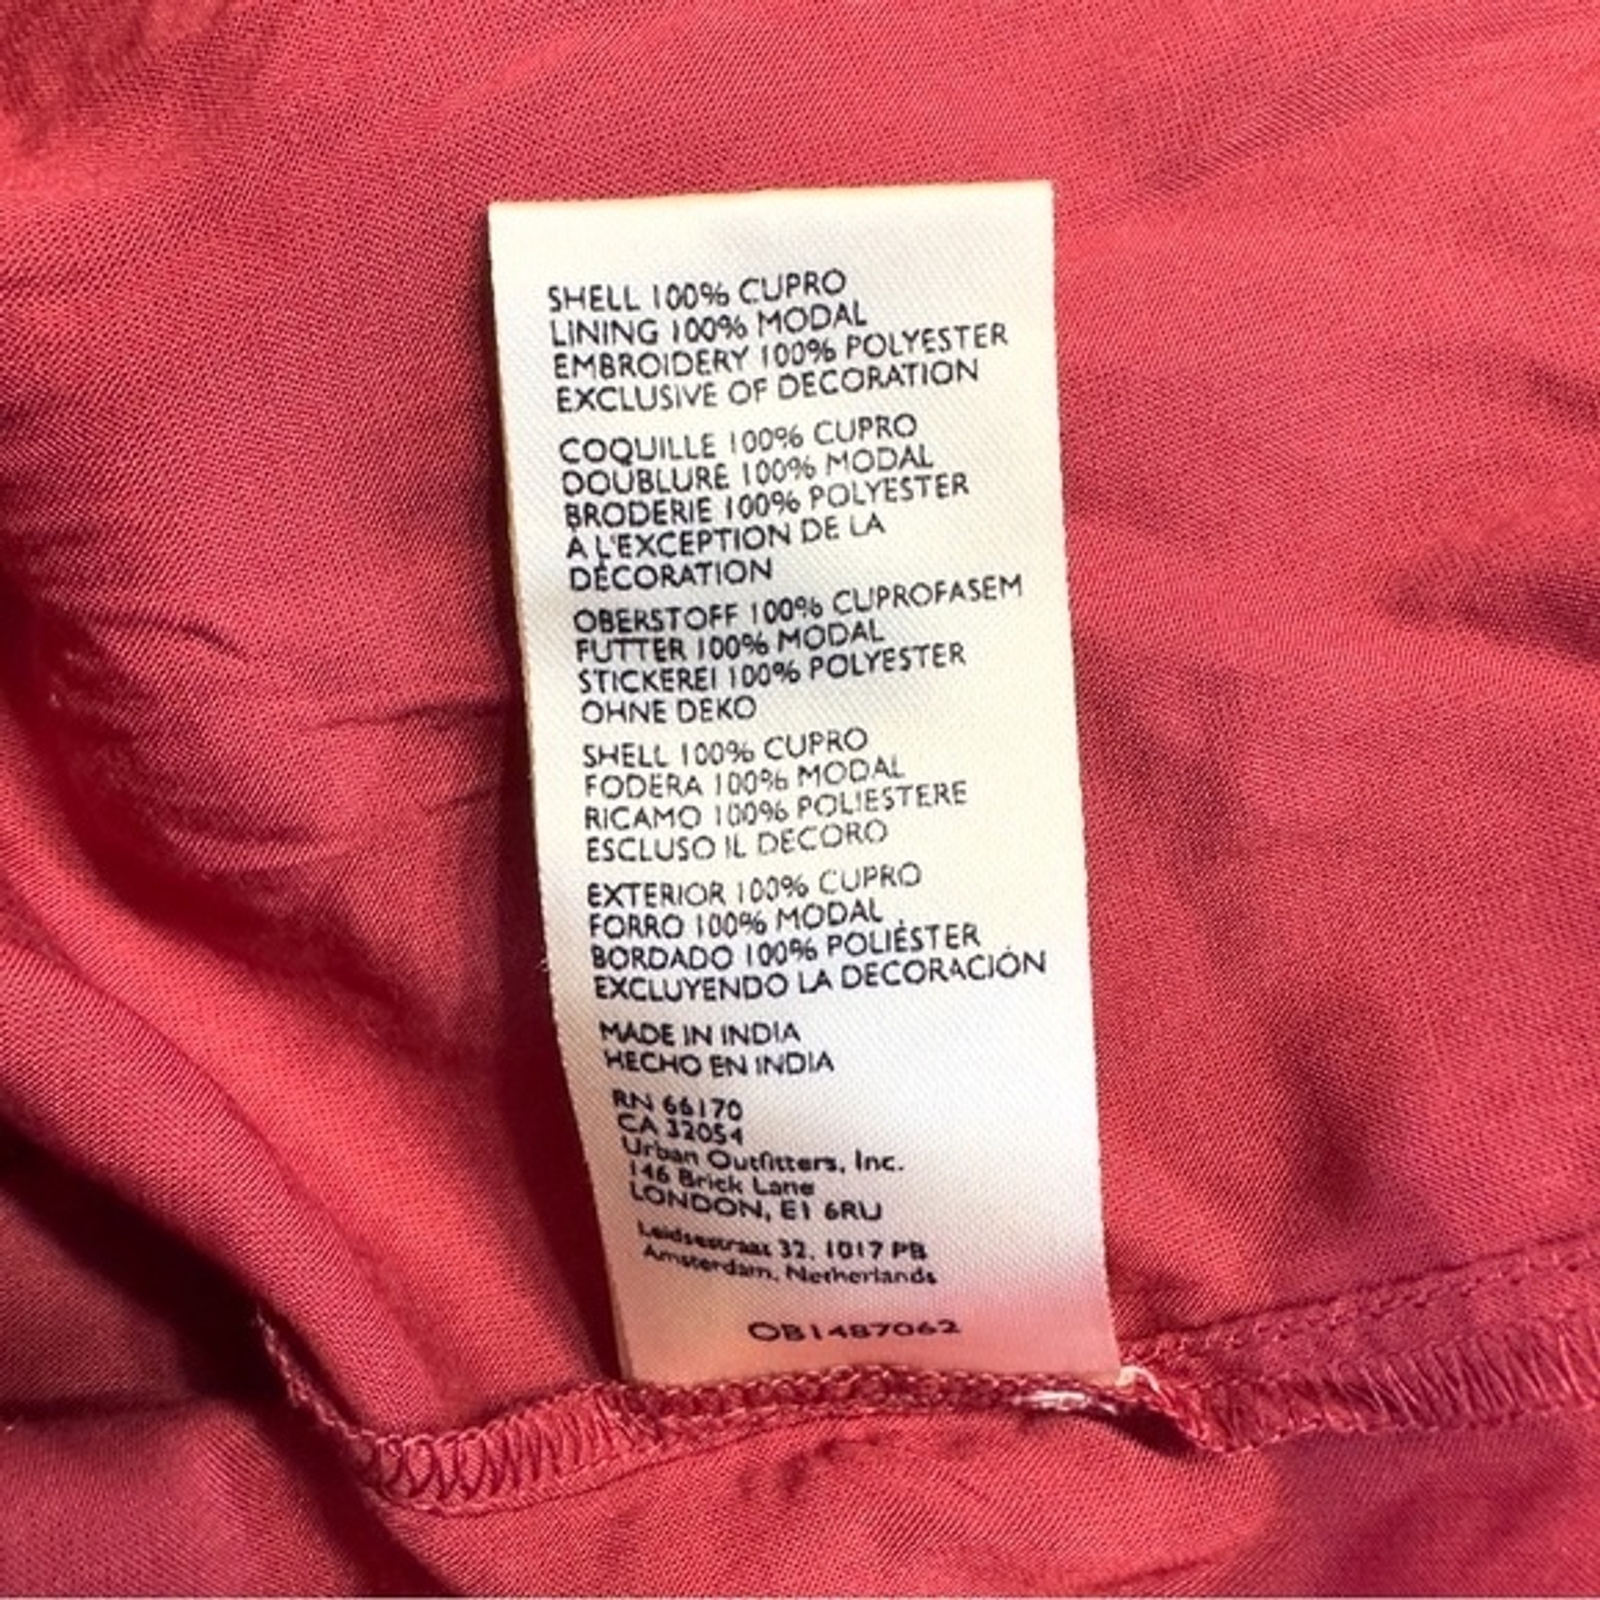 SHELL 100% CUPRO
LINING 100% MODAL
EMBROIDERY 100% POLYESTER
EXCLUSIVE OF DECORATION
COQUILLE 100% CUPRO
DOUBLURE 100% MODAL
BRODERIE 100% POLYESTER
À L'EXCEPTION DE LA
DÉCORATION
OBERSTOFF 100% CUPROFASEM
FUTTER 100% MODAL
STICKEREI 100% POLYESTER
OHNE DEKO
SHELL 100% CUPRO
FODERA 100% MODAL
RICAMO 100% POLIESTERE
ESCLUSO IL DECORO
EXTERIOR 100% CUPRO
FORRO 100% MODAL
BORDADO 100% POLIÉSTER
EXCLUYENDO LA DECORACIÓN
MADE IN INDIA
HECHO EN INDIA
RN 66170
CA 32054
Urban Outfitters, Inc.
146 Brick Lane
LONDON, E1 6RU
Leidsestraat 32, 1017 PB
Amsterdam, Netherlands
OB1487062